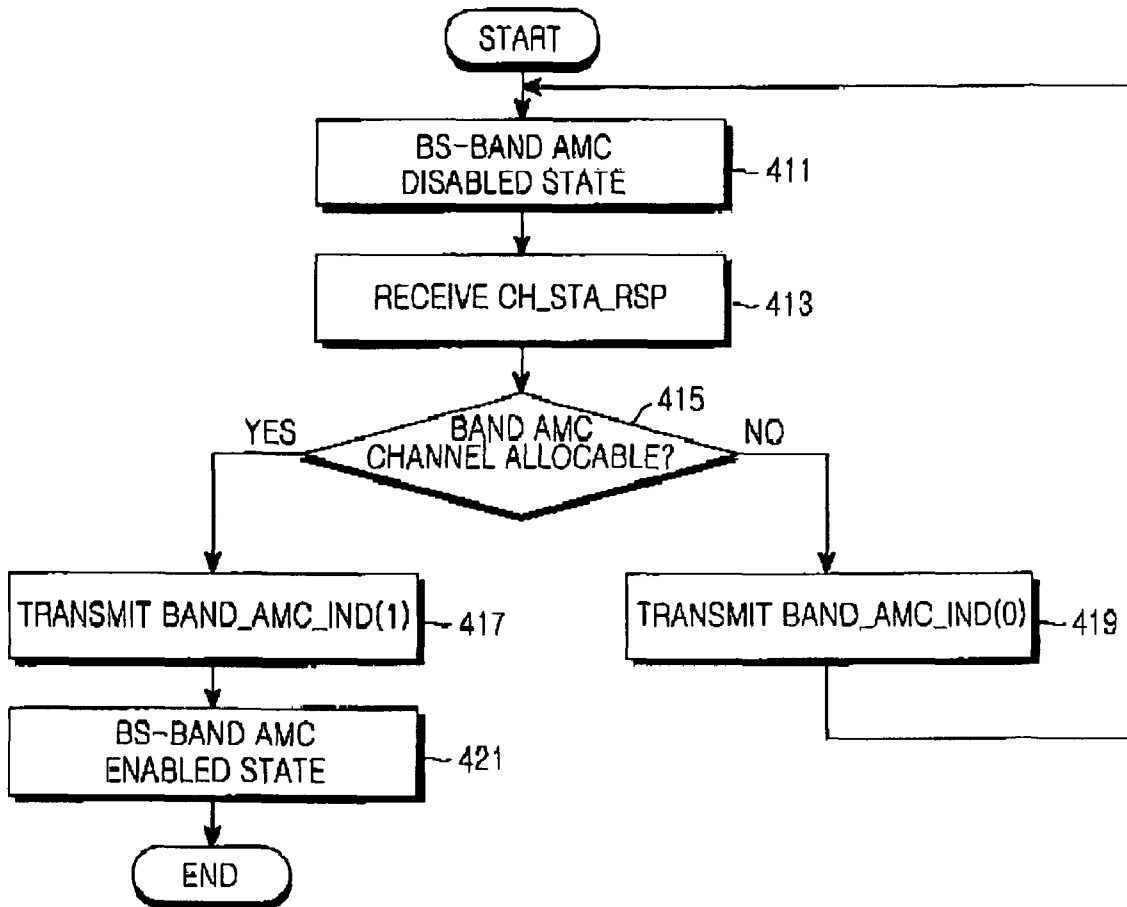 START
BS-BAND AMC
DISABLED STATE
411
RECEIVE CH_STA_RSP
413
415
YES
BAND AMC
CHANNEL ALLOCABLE?
NO
TRANSMIT BAND_AMC_IND(1)
417
TRANSMIT BAND_AMC_IND(0)
419
BS-BAND AMC
ENABLED STATE
421
END